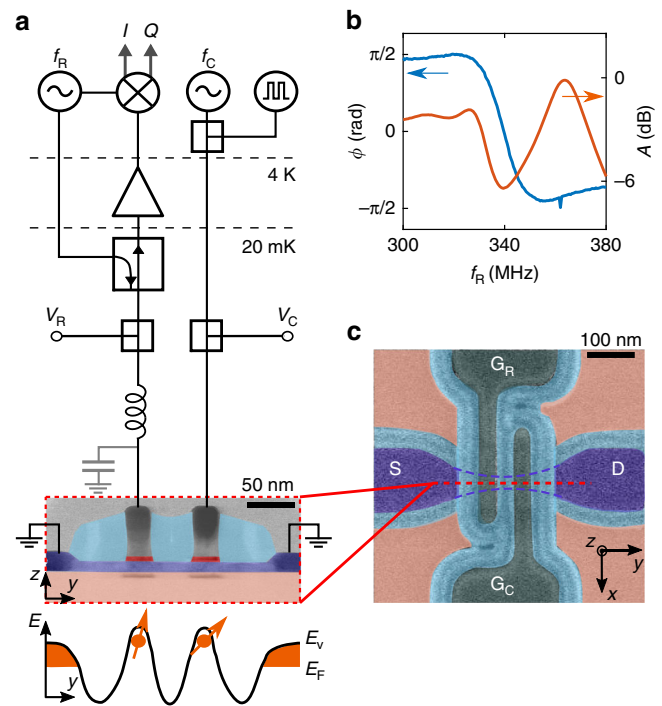 a
I Q
f_R
f_C
4 K
20 mK
V_R
V_C
50 nm
z
y
E
E_v
E_F
y
b
π/2
0
−π/2
ϕ (rad)
0
−6
A (dB)
300 340 380
f_R (MHz)
c
100 nm
G_R
S
D
G_C
z
y
x